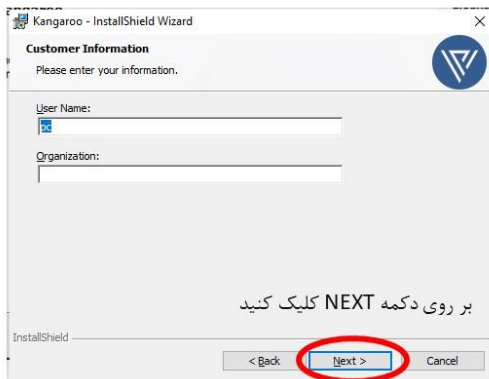 Kangaroo - InstallShield Wizard
Customer Information
Please enter your information.
User Name:
pc
Organization:
بر روی دکمه NEXT کلیک کنید
InstallShield
< Back
Next >
Cancel